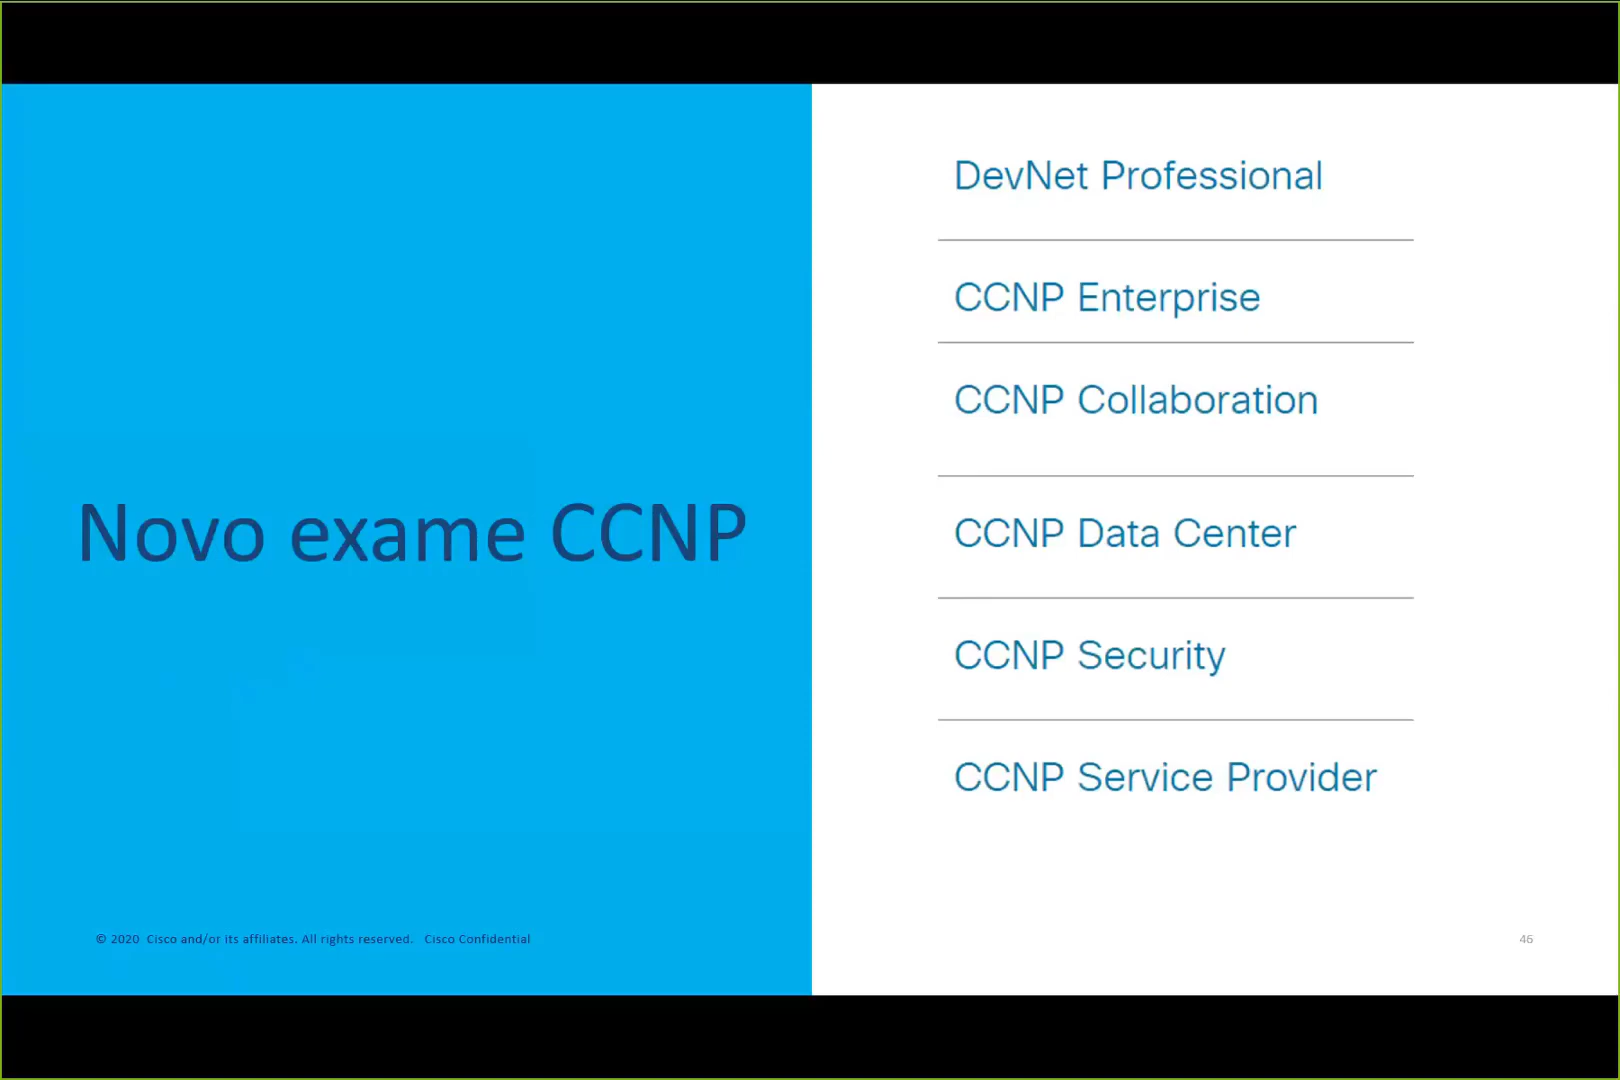 Novo exame CCNP
DevNet Professional
CCNP Enterprise
CCNP Collaboration
CCNP Data Center
CCNP Security
CCNP Service Provider
© 2020 Cisco and/or its affiliates. All rights reserved. Cisco Confidential
46